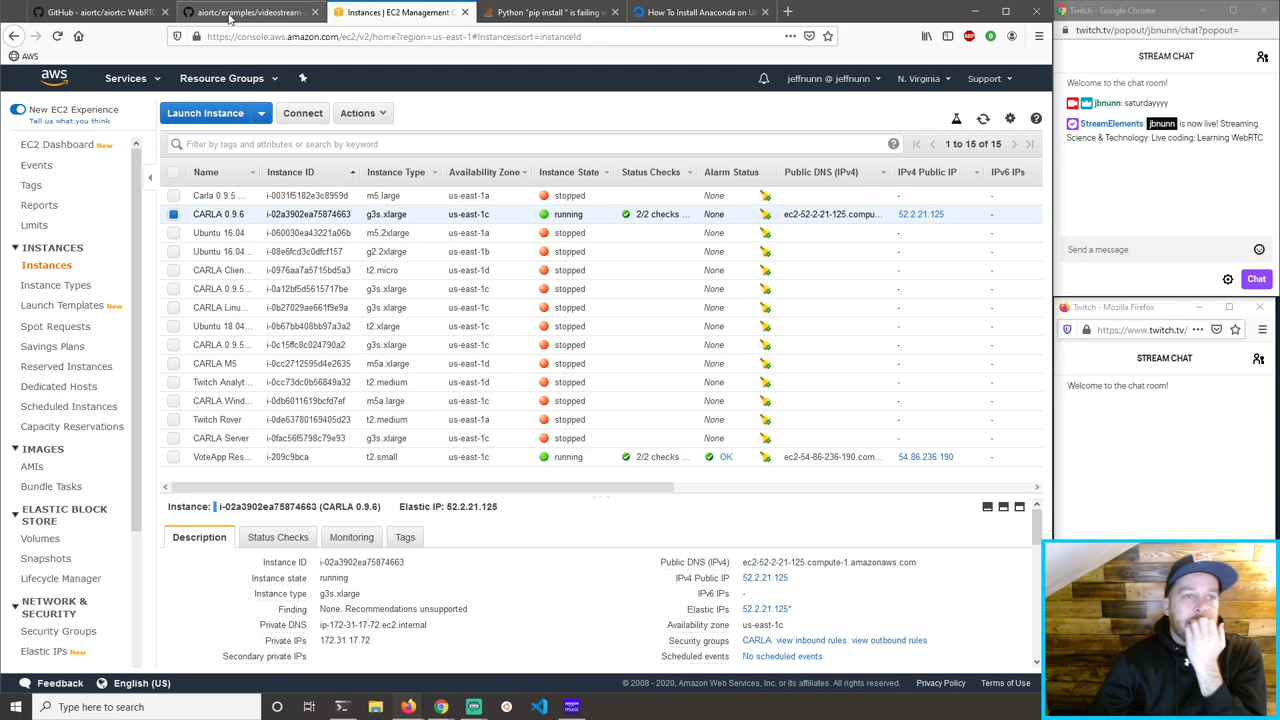 GitHub - aiortc/aiortc: WebRTC
aiortc/examples/videostream-
Instances | EC2 Management C
Python "pip install " is failing w
How To Install Anaconda on U
https://console.aws.amazon.com/ec2/v2/home?region=us-east-1#Instances:sort=instanceId
AWS
aws
Services
Resource Groups
jeffnunn @ jeffnunn
N. Virginia
Support
New EC2 Experience
Tell us what you think
EC2 Dashboard New
Events
Tags
Reports
Limits
INSTANCES
Instances
Instance Types
Launch Templates New
Spot Requests
Savings Plans
Reserved Instances
Dedicated Hosts
Scheduled Instances
Capacity Reservations
IMAGES
AMIs
Bundle Tasks
ELASTIC BLOCK
STORE
Volumes
Snapshots
Lifecycle Manager
NETWORK &
SECURITY
Security Groups
Elastic IPs New
Launch Instance
Connect
Actions
Filter by tags and attributes or search by keyword
1 to 15 of 15
Name Instance ID Instance Type Availability Zone Instance State Status Checks Alarm Status Public DNS (IPv4) IPv4 Public IP IPv6 IPs
Carla 0.9.5 ... i-0031f5182e3c8959d m5.large us-east-1a stopped None - - -
CARLA 0.9.6 i-02a3902ea75874663 g3s.xlarge us-east-1c running 2/2 checks ... None ec2-52-2-21-125.compu... 52.2.21.125 -
Ubuntu 16.04 i-060030ea43221a06b m5.2xlarge us-east-1c stopped None - - -
Ubuntu 16.04... i-08e6fcd3c0dfcf157 g2.2xlarge us-east-1b stopped None - - -
CARLA Clien... i-0976aa7a5715bd5a3 t2.micro us-east-1d stopped None - - -
CARLA 0.9.5... i-0a12bf5d5615717be g3s.xlarge us-east-1c stopped None - - -
CARLA Linu... i-0b27029ae661f9e9a g3s.xlarge us-east-1c stopped None - - -
Ubuntu 18.04... i-0b67bb408bb97a3a2 t2.xlarge us-east-1c stopped None - - -
CARLA 0.9.5... i-0c15ffc8c024790a2 g3s.xlarge us-east-1c stopped None - - -
CARLA M5 i-0cc2712595d4e2635 m5a.xlarge us-east-1d stopped None - - -
Twitch Analyt... i-0cc73dc0b56849a32 t2.medium us-east-1d stopped None - - -
CARLA Wind... i-0db6011619bcfd7ef m5a.large us-east-1c stopped None - - -
Twitch Rover i-0de63780169405d23 t2.medium us-east-1a stopped None - - -
CARLA Server i-0fac56f5798c79e93 g3s.xlarge us-east-1c stopped None - - -
VoteApp Res... i-209c9bca t2.small us-east-1c running 2/2 checks ... OK ec2-54-86-236-190.com... 54.86.236.190 -
Instance: i-02a3902ea75874663 (CARLA 0.9.6) Elastic IP: 52.2.21.125
Description
Status Checks
Monitoring
Tags
Instance ID i-02a3902ea75874663
Instance state running
Instance type g3s.xlarge
Finding None. Recommendations unsupported
Private DNS ip-172-31-17-72.ec2.internal
Private IPs 172.31.17.72
Secondary private IPs
Public DNS (IPv4) ec2-52-2-21-125.compute-1.amazonaws.com
IPv4 Public IP 52.2.21.125
IPv6 IPs -
Elastic IPs 52.2.21.125*
Availability zone us-east-1c
Security groups CARLA. view inbound rules. view outbound rules
Scheduled events No scheduled events
Feedback
English (US)
© 2008 - 2020, Amazon Web Services, Inc. or its affiliates. All rights reserved.
Privacy Policy
Terms of Use
Type here to search
Twitch - Google Chrome
twitch.tv/popout/jbnunn/chat?popout=
STREAM CHAT
Welcome to the chat room!
jbnunn: saturdayyyy
StreamElements: jbnunn is now live! Streaming
Science & Technology: Live coding: Learning WebRTC
Send a message
Chat
Twitch - Mozilla Firefox
https://www.twitch.tv/
STREAM CHAT
Welcome to the chat room!